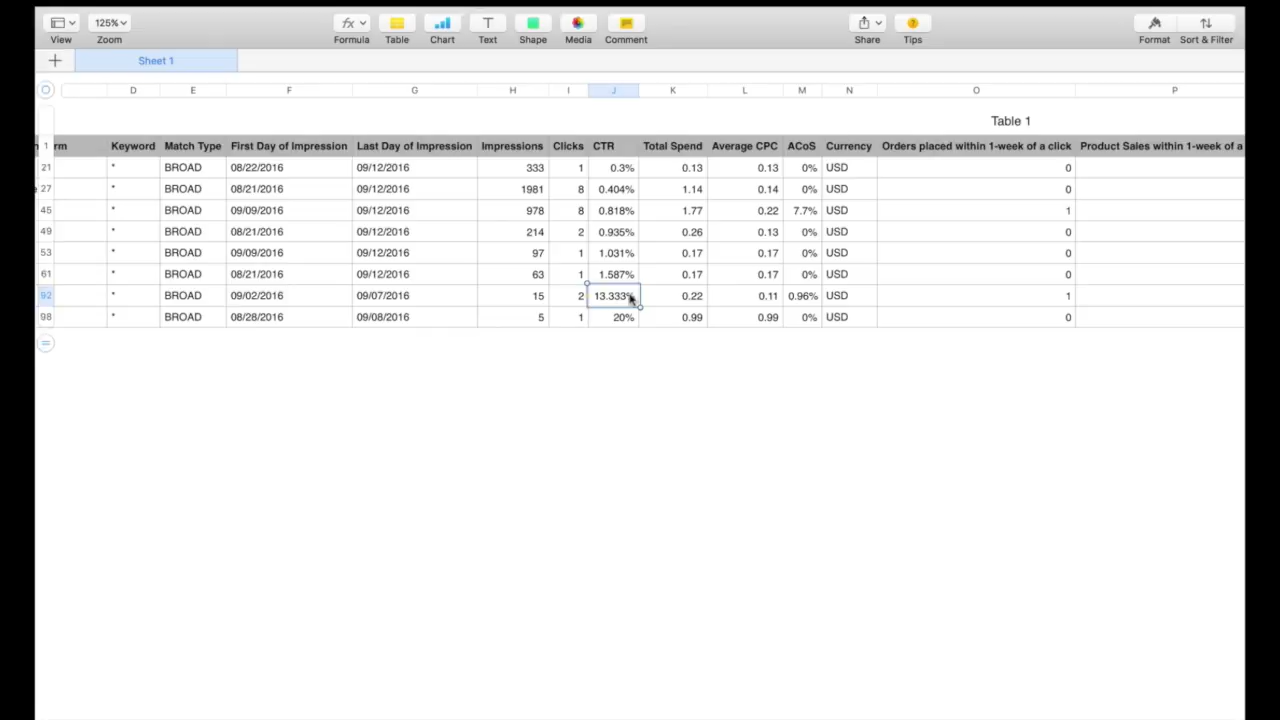 View 125% Zoom fx Formula Table Chart Text Shape Media Comment Share Tips Format Sort & Filter
Sheet 1
D E F G H I J K L M N O P
Table 1
1 rm Keyword Match Type First Day of Impression Last Day of Impression Impressions Clicks CTR Total Spend Average CPC ACoS Currency Orders placed within 1-week of a click Product Sales within 1-week of a
21 * BROAD 08/22/2016 09/12/2016 333 1 0.3% 0.13 0.13 0% USD 0
e 27 * BROAD 08/21/2016 09/12/2016 1981 8 0.404% 1.14 0.14 0% USD 0
45 * BROAD 09/09/2016 09/12/2016 978 8 0.818% 1.77 0.22 7.7% USD 1
49 * BROAD 08/21/2016 09/12/2016 214 2 0.935% 0.26 0.13 0% USD 0
53 * BROAD 09/09/2016 09/12/2016 97 1 1.031% 0.17 0.17 0% USD 0
61 * BROAD 08/21/2016 09/12/2016 63 1 1.587% 0.17 0.17 0% USD 0
92 * BROAD 09/02/2016 09/07/2016 15 2 13.333% 0.22 0.11 0.96% USD 1
98 * BROAD 08/28/2016 09/08/2016 5 1 20% 0.99 0.99 0% USD 0